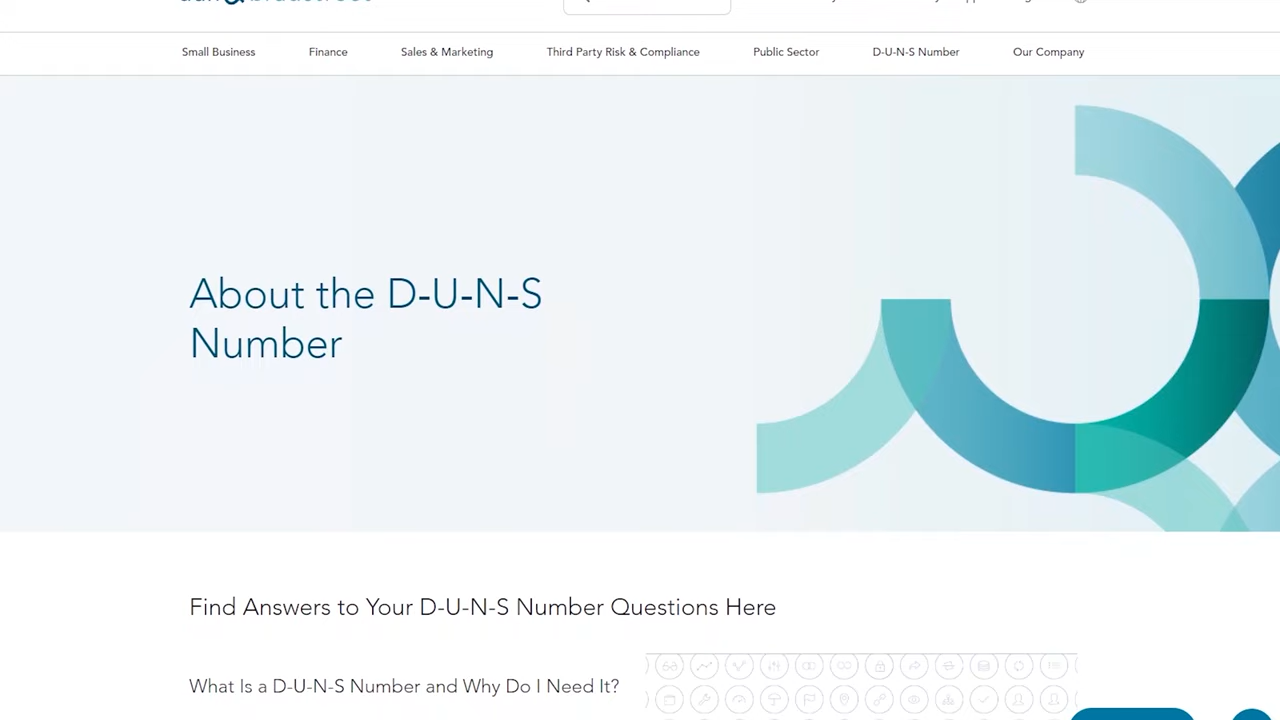 Small Business Finance Sales & Marketing Third Party Risk & Compliance Public Sector D-U-N-S Number Our Company
About the D-U-N-S
Number
Find Answers to Your D-U-N-S Number Questions Here
What Is a D-U-N-S Number and Why Do I Need It?